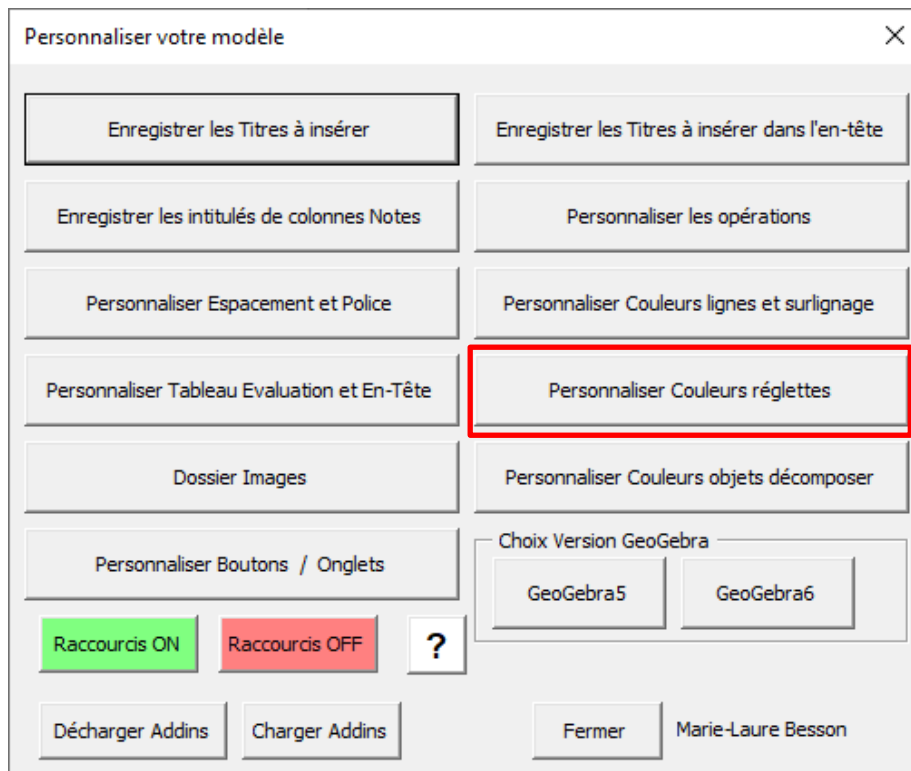 Personnaliser votre modèle
Enregistrer les Titres à insérer
Enregistrer les Titres à insérer dans l'en-tête
Enregistrer les intitulés de colonnes Notes
Personnaliser les opérations
Personnaliser Espacement et Police
Personnaliser Couleurs lignes et surlignage
Personnaliser Tableau Evaluation et En-Tête
Personnaliser Couleurs réglettes
Dossier Images
Personnaliser Couleurs objets décomposer
Personnaliser Boutons / Onglets
Choix Version GeoGebra
GeoGebra5
GeoGebra6
Raccourcis ON
Raccourcis OFF
?
Décharger Addins
Charger Addins
Fermer
Marie-Laure Besson